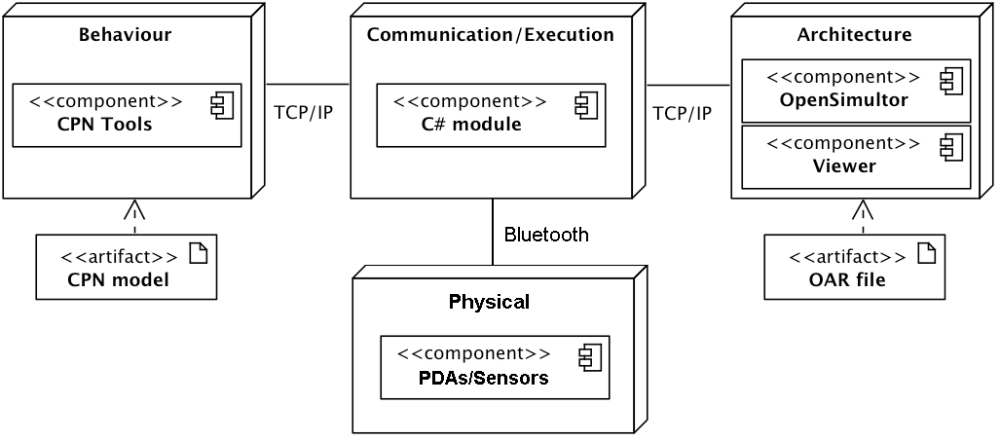 Behaviour
<<component>>
CPN Tools
TCP/IP
Communication/Execution
<<component>>
C# module
TCP/IP
Architecture
<<component>>
OpenSimultor
<<component>>
Viewer
<<artifact>>
CPN model
Bluetooth
<<artifact>>
OAR file
Physical
<<component>>
PDAs/Sensors